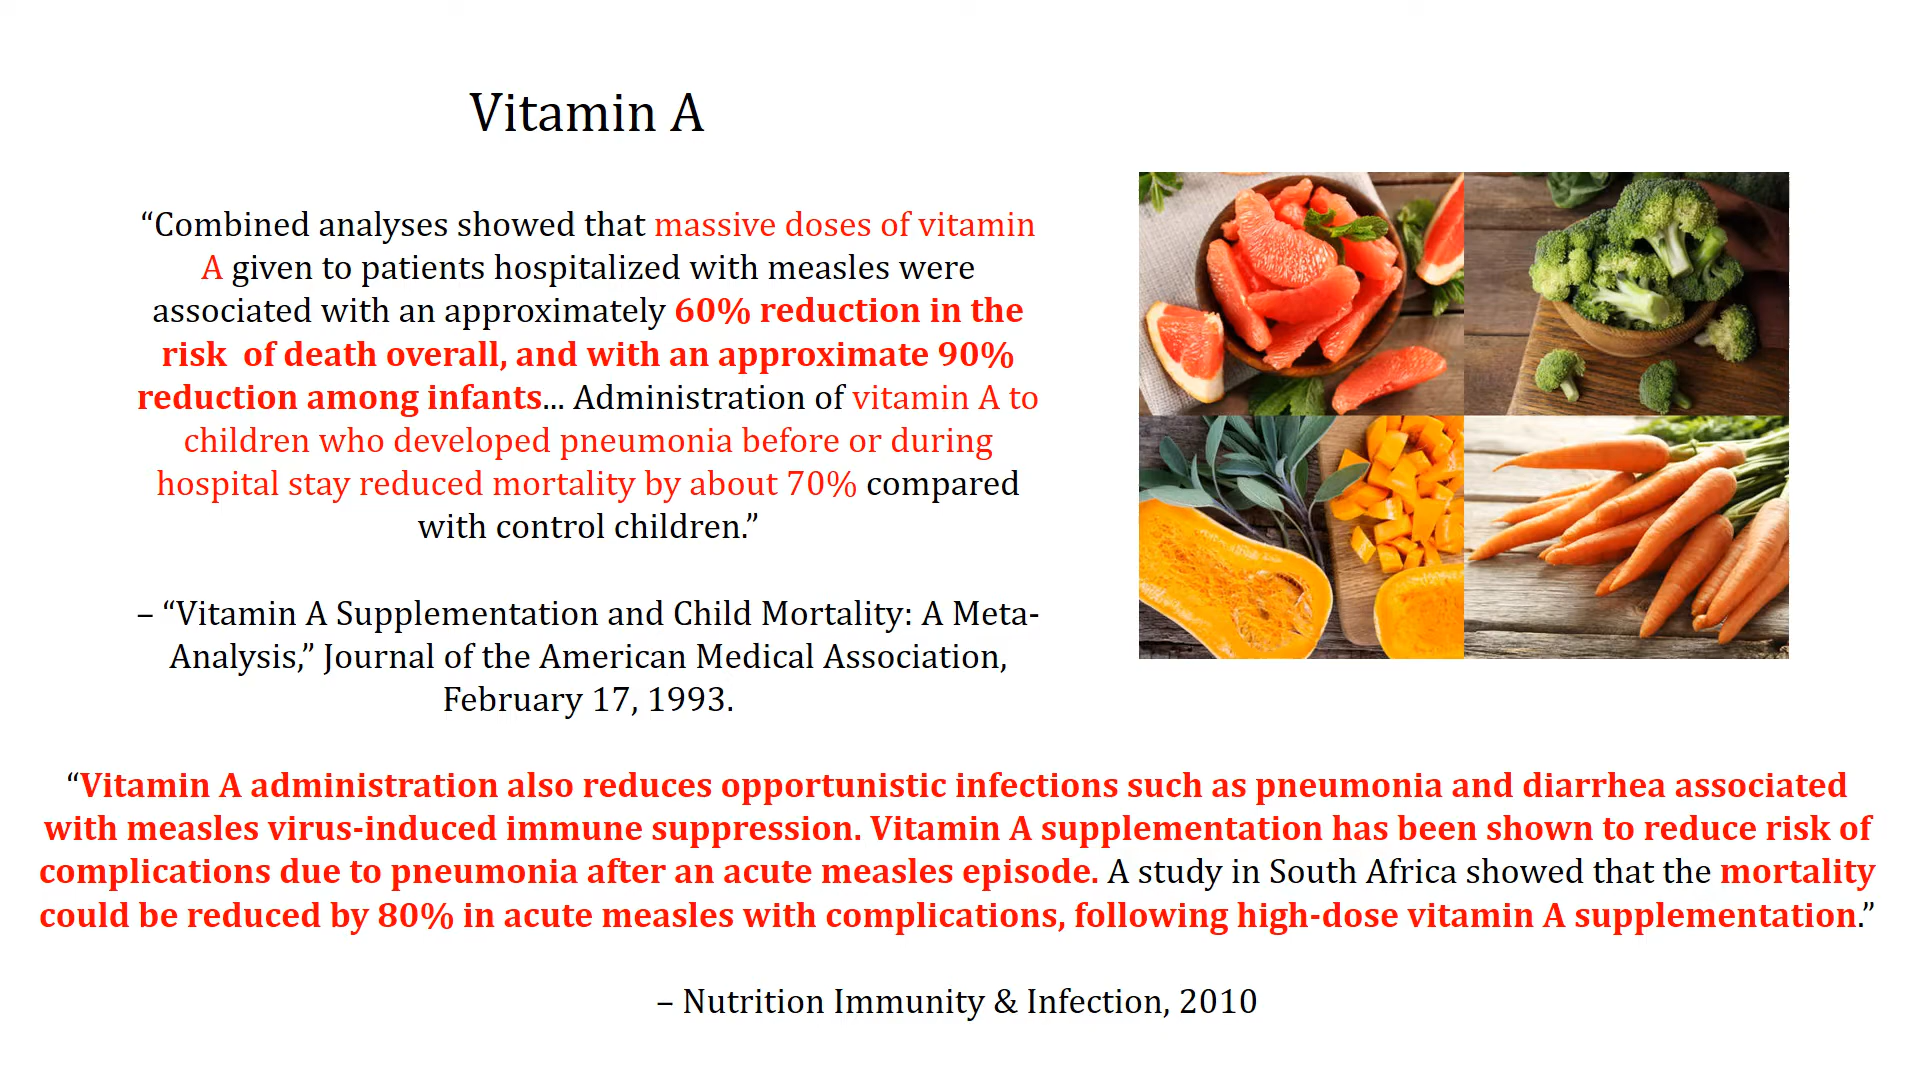 Vitamin A
“Combined analyses showed that massive doses of vitamin
A given to patients hospitalized with measles were
associated with an approximately 60% reduction in the
risk  of death overall, and with an approximate 90%
reduction among infants... Administration of vitamin A to
children who developed pneumonia before or during
hospital stay reduced mortality by about 70% compared
with control children.”
– “Vitamin A Supplementation and Child Mortality: A Meta-
Analysis,” Journal of the American Medical Association,
February 17, 1993.
“Vitamin A administration also reduces opportunistic infections such as pneumonia and diarrhea associated
with measles virus-induced immune suppression. Vitamin A supplementation has been shown to reduce risk of
complications due to pneumonia after an acute measles episode. A study in South Africa showed that the mortality
could be reduced by 80% in acute measles with complications, following high-dose vitamin A supplementation.”
– Nutrition Immunity & Infection, 2010